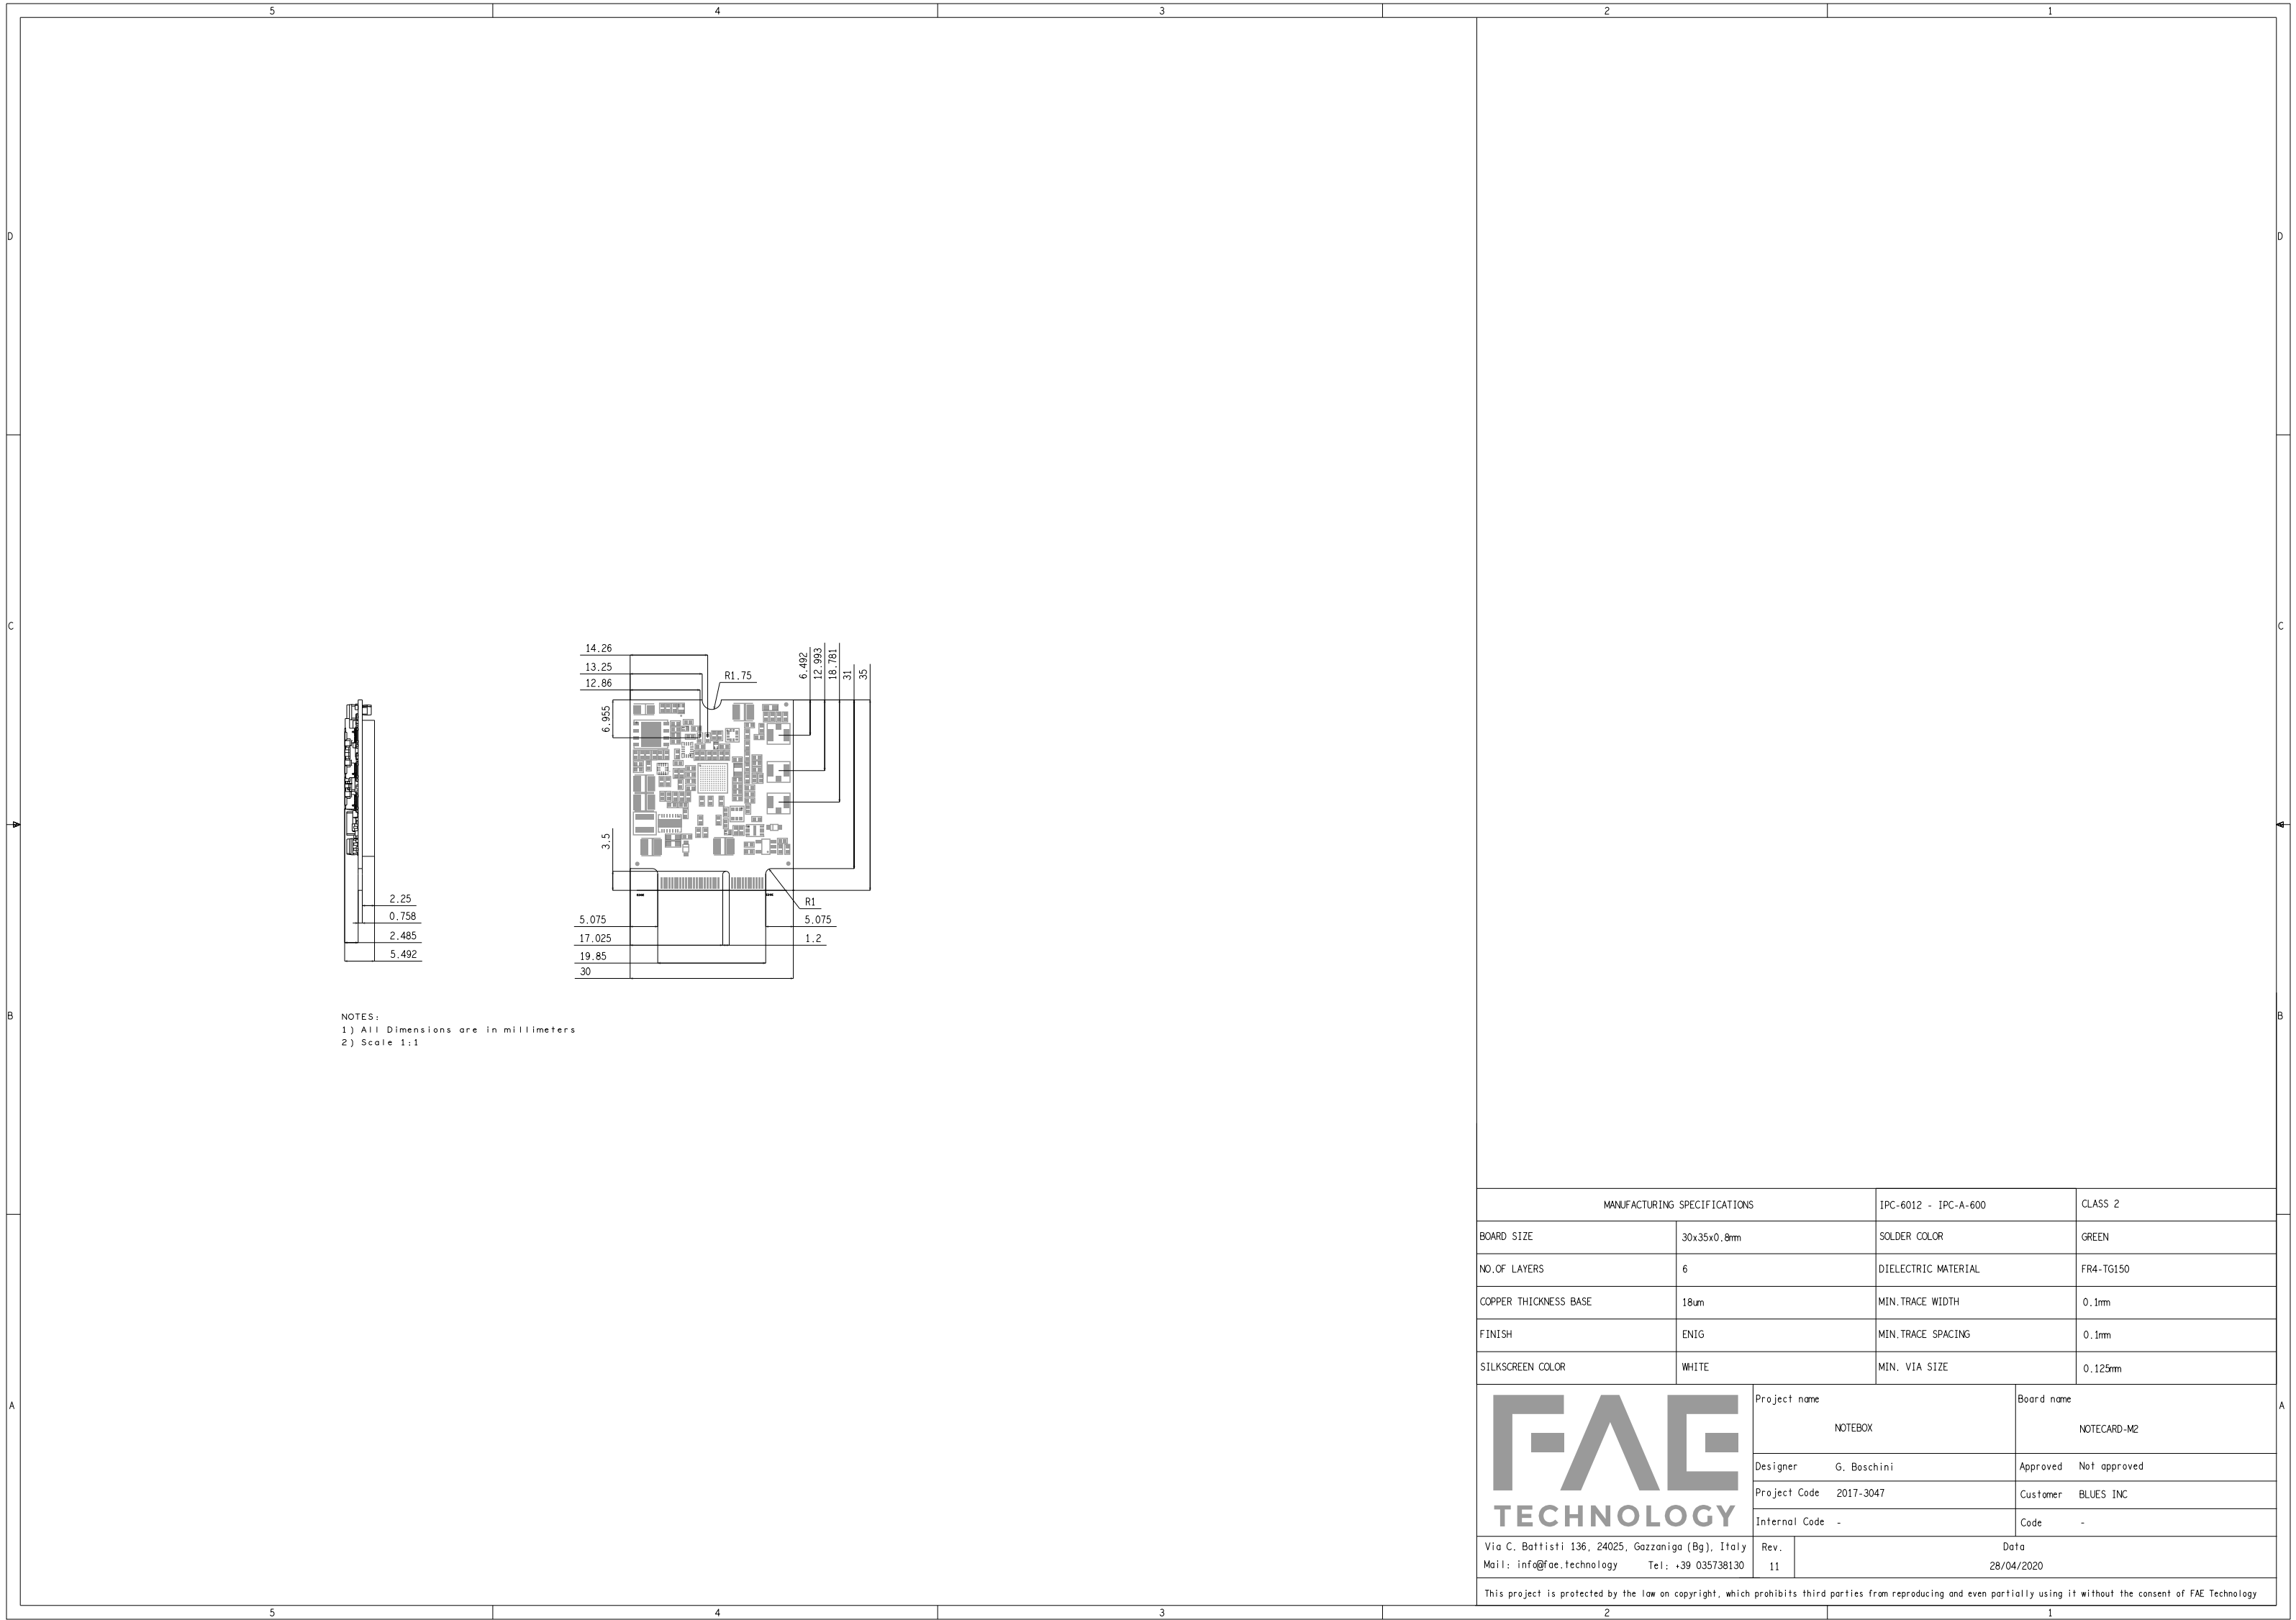 5 4 3 2 1
D D
C C
B B
A A
14.26
13.25
12.86
R1.75
6.492
12.993
18.781
31
35
6.955
3.5
R1
5.075 5.075
17.025 1.2
19.85
30
2.25
0.758
2.485
5.492
NOTES:
1) All Dimensions are in millimeters
2) Scale 1:1
MANUFACTURING SPECIFICATIONS IPC-6012 - IPC-A-600 CLASS 2
BOARD SIZE 30x35x0.8mm SOLDER COLOR GREEN
NO.OF LAYERS 6 DIELECTRIC MATERIAL FR4-TG150
COPPER THICKNESS BASE 18um MIN.TRACE WIDTH 0.1mm
FINISH ENIG MIN.TRACE SPACING 0.1mm
SILKSCREEN COLOR WHITE MIN. VIA SIZE 0.125mm
FAE
TECHNOLOGY
Project name Board name
NOTEBOX NOTECARD-M2
Designer G. Boschini Approved Not approved
Project Code 2017-3047 Customer BLUES INC
Internal Code - Code -
Via C. Battisti 136, 24025, Gazzaniga (Bg), Italy Rev. Data
Mail: info@fae.technology Tel: +39 035738130 11 28/04/2020
This project is protected by the law on copyright, which prohibits third parties from reproducing and even partially using it without the consent of FAE Technology
5 4 3 2 1